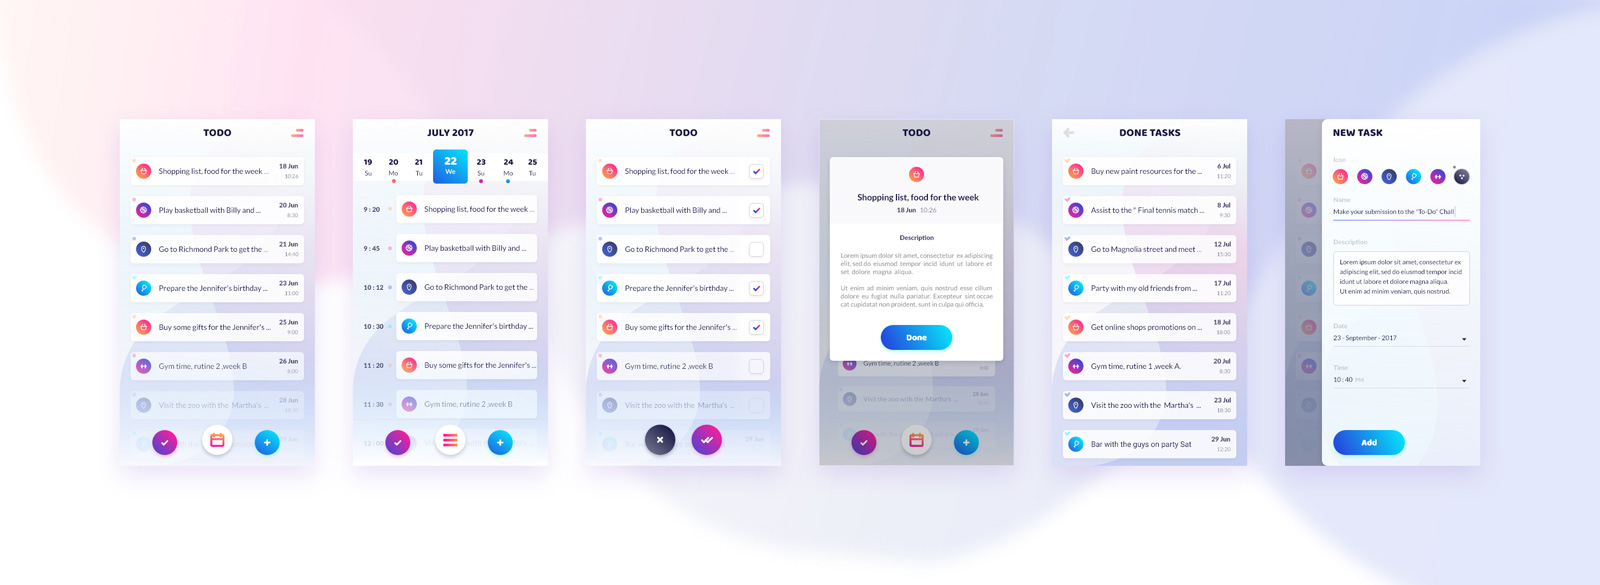 TODO
Shopping list, food for the week ...
18 Jun
10:26
Play basketball with Billy and ...
20 Jun
8:30
Go to Richmond Park to get the ...
21 Jun
14:40
Prepare the Jennifer's birthday ...
23 Jun
11:00
Buy some gifts for the Jennifer's ...
25 Jun
9:00
Gym time, rutine 2 ,week B
26 Jun
8:00
Visit the zoo with the Martha's ...
28 Jun
JULY 2017
19 20 21 22 23 24 25
Su Mo Tu We Su Mo Tu
9 : 20
Shopping list, food for the week ...
9 : 45
Play basketball with Billy and ...
10 : 12
Go to Richmond Park to get the ...
10 : 30
Prepare the Jennifer's birthday ...
11 : 20
Buy some gifts for the Jennifer's ...
11 : 30
Gym time, rutine 2 ,week B
12 : 00
TODO
Shopping list, food for the week ...
Play basketball with Billy and ...
Go to Richmond Park to get the ...
Prepare the Jennifer's birthday ...
Buy some gifts for the Jennifer's ...
Gym time, rutine 2 ,week B
Visit the zoo with the Martha's ...
29 Jun
TODO
Shopping list, food for the week
18 Jun 10:26
Description
Lorem ipsum dolor sit amet, consectetur ex adipiscing
elit, sed do eiusmod tempor incid idunt ut labore et
set dolore magna aliqua.
Ut enim ad minim veniam, quis nostrud esse cillum
dolore eu fugiat nulla pariatur. Excepteur sint occae
cat cupidatat non proident, sunt in culpa qui officia.
Done
Gym time, rutine 2 ,week B
8:00
Visit the zoo with the Martha's ...
28 Jun
DONE TASKS
Buy new paint resources for the ...
6 Jul
11:20
Assist to the " Final tennis match ...
8 Jul
9:30
Go to Magnolia street and meet ...
12 Jul
15:30
Party with my old friends from ...
17 Jul
11:20
Get online shops promotions on ...
18 Jul
18:00
Gym time, rutine 1 ,week A.
20 Jul
8:30
Visit the zoo with the Martha's ...
23 Jul
18:30
Bar with the guys on party Sat
29 Jun
12:20
NEW TASK
Icon
Name
Make your submission to the "To-Do" Chall
Description
Lorem ipsum dolor sit amet, consectetur ex
adipiscing elit, sed do eiusmod tempor incid
idunt ut labore et dolore magna aliqua.
Ut enim ad minim veniam, quis nostrud.
Date
23 - September - 2017
Time
10 : 40 PM
Add